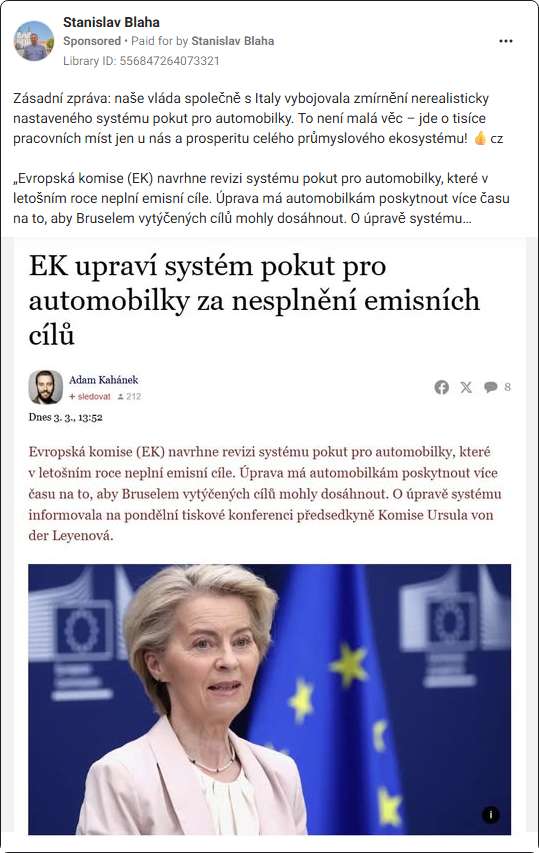 Stanislav Blaha
Sponsored • Paid for by Stanislav Blaha
Library ID: 556847264073321
Zásadní zpráva: naše vláda společně s Italy vybojovala zmírnění nerealisticky
nastaveného systému pokut pro automobilky. To není malá věc – jde o tisíce
pracovních míst jen u nás a prosperitu celého průmyslového ekosystému! 👍 cz
„Evropská komise (EK) navrhne revizi systému pokut pro automobilky, které v
letošním roce neplní emisní cíle. Úprava má automobilkám poskytnout více času
na to, aby Bruselem vytýčených cílů mohly dosáhnout. O úpravě systému…
EK upraví systém pokut pro
automobilky za nesplnění emisních
cílů
Adam Kahánek
+ sledovat 212
8
Dnes 3. 3., 13:52
Evropská komise (EK) navrhne revizi systému pokut pro automobilky, které
v letošním roce neplní emisní cíle. Úprava má automobilkám poskytnout více
času na to, aby Bruselem vytýčených cílů mohly dosáhnout. O úpravě systému
informovala na pondělní tiskové konferenci předsedkyně Komise Ursula von
der Leyenová.